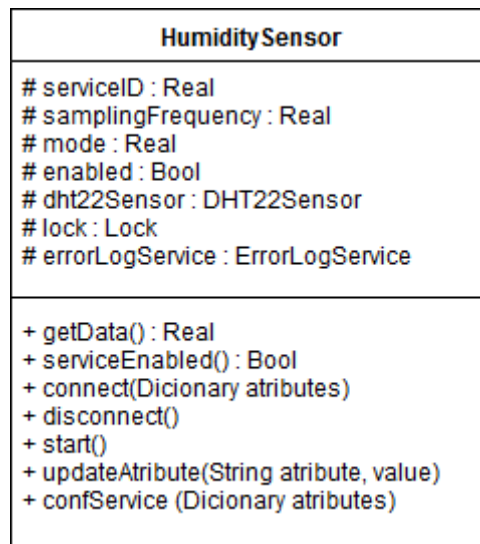 HumiditySensor
# serviceID : Real
# samplingFrequency : Real
# mode : Real
# enabled : Bool
# dht22Sensor : DHT22Sensor
# lock : Lock
# errorLogService : ErrorLogService
+ getData() : Real
+ serviceEnabled() : Bool
+ connect(Dicionary atributes)
+ disconnect()
+ start()
+ updateAtribute(String atribute, value)
+ confService (Dicionary atributes)